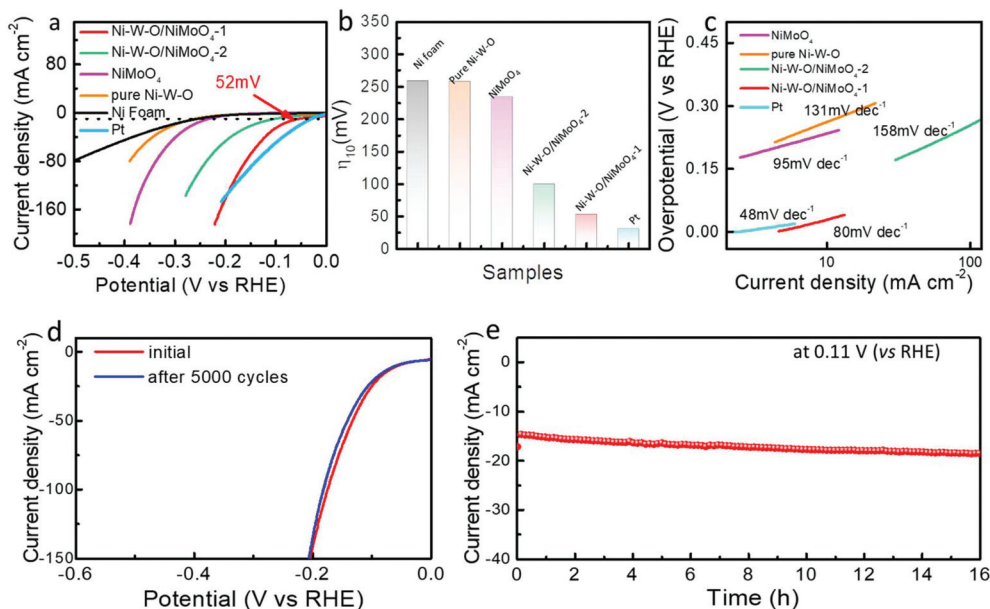 a
Current density (mA cm⁻²)
80
0
-80
-160
-0.5
-0.4
-0.3
-0.2
-0.1
0.0
Potential (V vs RHE)
Ni-W-O/NiMoO₄-1
Ni-W-O/NiMoO₄-2
NiMoO₄
pure Ni-W-O
Ni Foam
Pt
52mV
b
η₁₀(mV)
350
300
250
200
150
100
50
0
Ni foam
Pure Ni-W-O
NiMoO₄
Ni-W-O/NiMoO₄-2
Ni-W-O/NiMoO₄-1
Pt
Samples
c
Overpotential (V vs RHE)
0.45
0.30
0.15
0.00
NiMoO₄
pure Ni-W-O
Ni-W-O/NiMoO₄-2
Ni-W-O/NiMoO₄-1
Pt
131mV dec⁻¹
158mV dec⁻¹
95mV dec⁻¹
48mV dec⁻¹
80mV dec⁻¹
10
100
Current density (mA cm⁻²)
d
Current density (mA cm⁻²)
0
-50
-100
-150
-0.6
-0.4
-0.2
0.0
Potential (V vs RHE)
initial
after 5000 cycles
e
at 0.11 V (vs RHE)
Current density (mA cm⁻²)
0
-10
-20
-30
-40
0
2
4
6
8
10
12
14
16
Time (h)